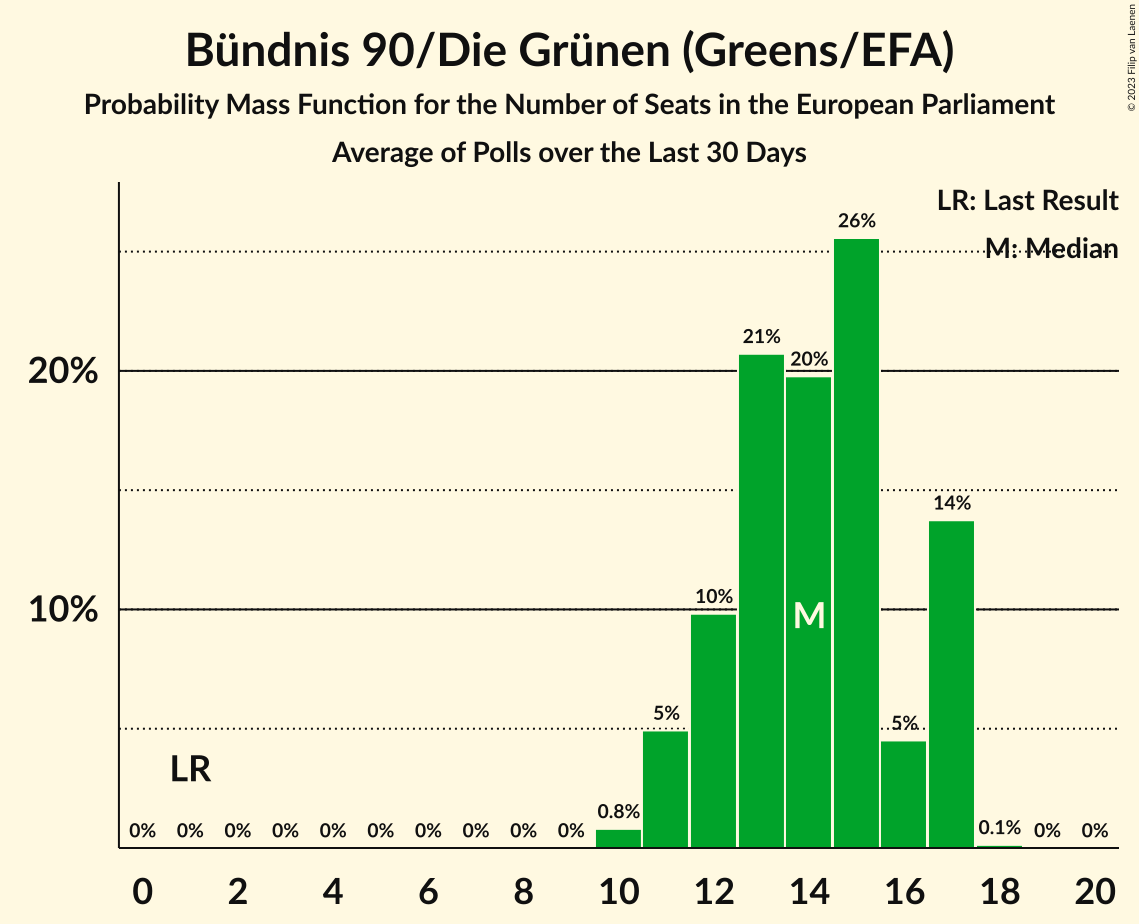 Bündnis 90/Die Grünen (Greens/EFA)
Probability Mass Function for the Number of Seats in the European Parliament
Average of Polls over the Last 30 Days
© 2023 Filip van Laenen
LR: Last Result
M: Median
26%
21%
20%
20%
14%
10%
10%
M
5%
5%
LR
0.8%
0% 0% 0% 0% 0% 0% 0% 0% 0% 0% 0.1% 0% 0%
0 2 4 6 8 10 12 14 16 18 20